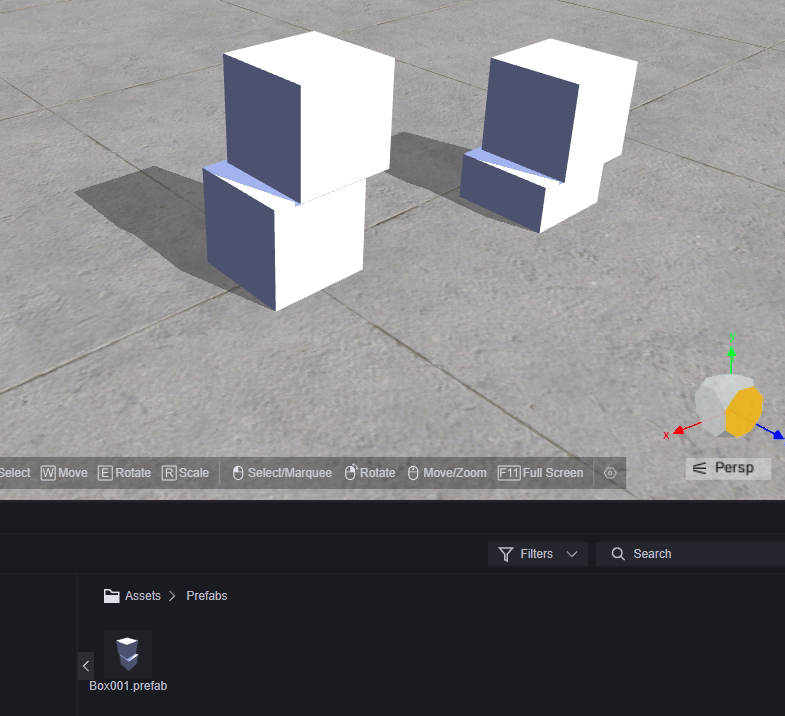 Y
X
Select W Move E Rotate R Scale Select/Marquee Rotate Move/Zoom F11 Full Screen
Persp
Filters Search
Assets Prefabs
Box001.prefab